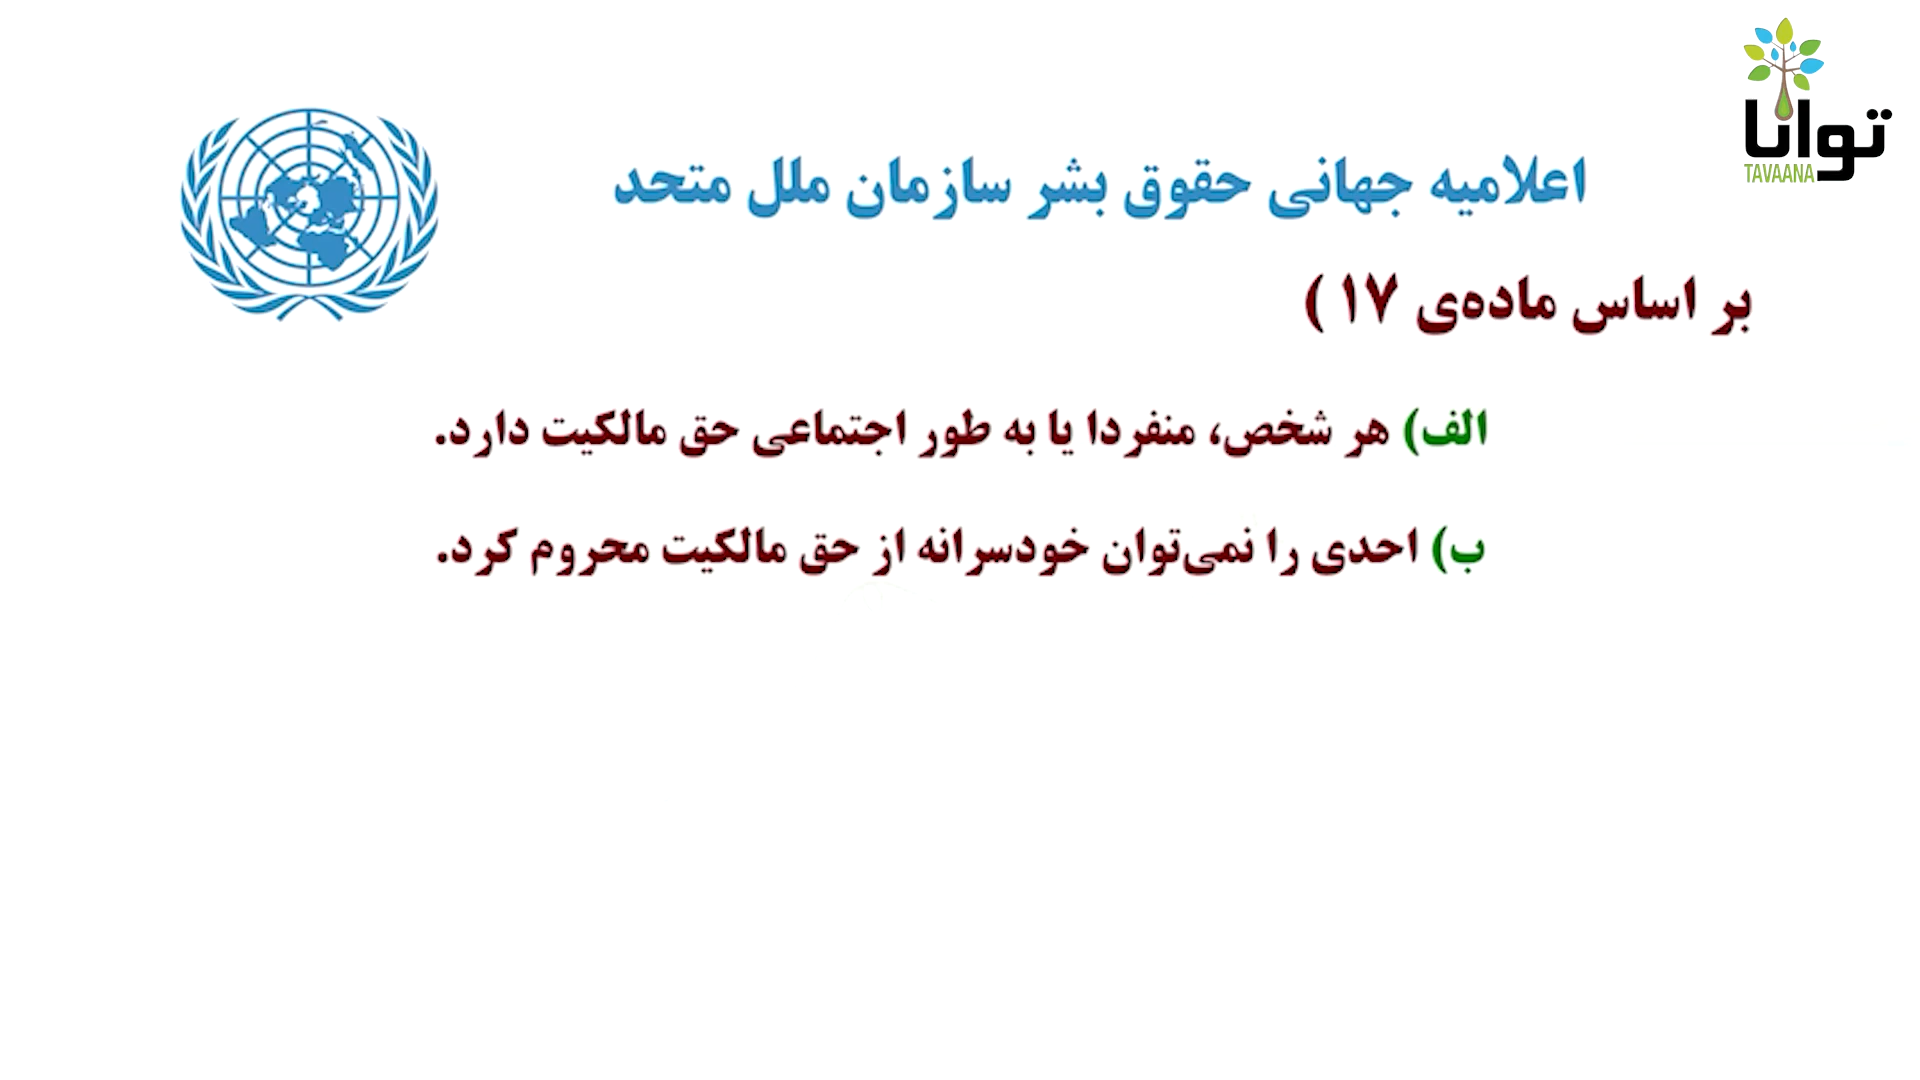 توانا
TAVAANA
اعلامیه جهانی حقوق بشر سازمان ملل متحد
بر اساس ماده‌ی ۱۷ )
الف) هر شخص، منفردا یا به طور اجتماعی حق مالکیت دارد.
ب) احدی را نمی‌توان خودسرانه از حق مالکیت محروم کرد.